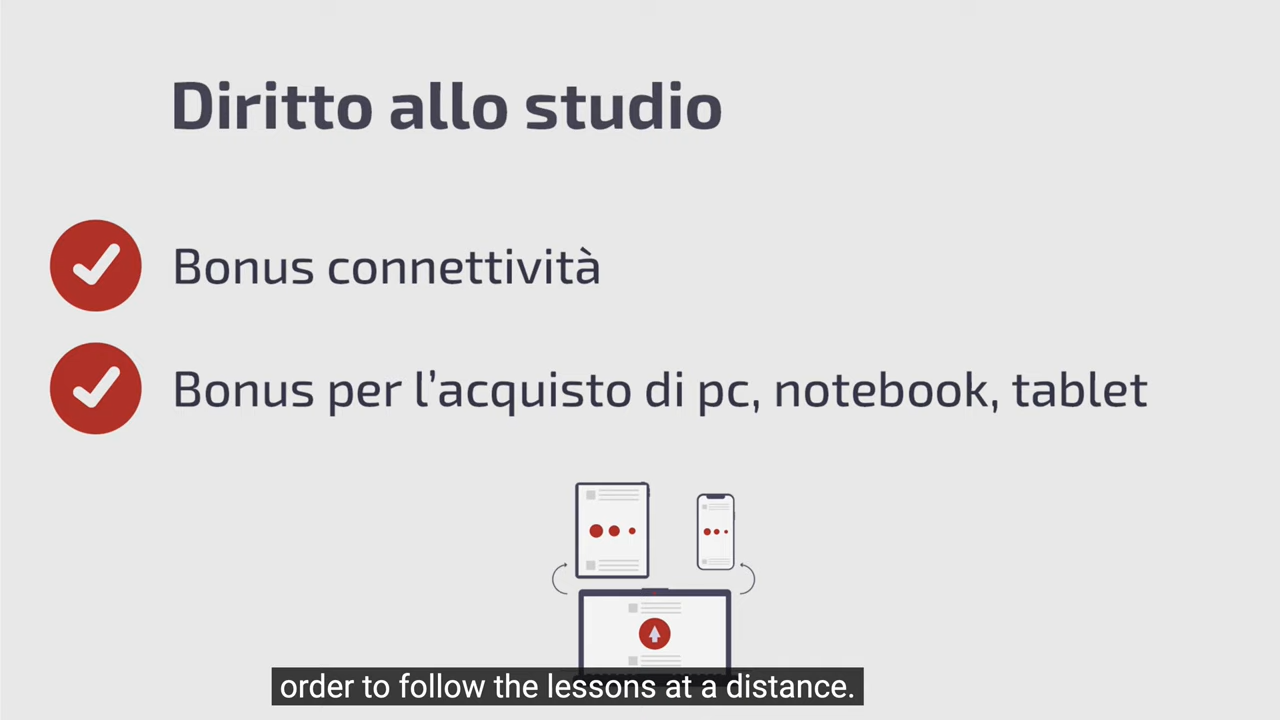 Diritto allo studio
Bonus connettività
Bonus per l’acquisto di pc, notebook, tablet
order to follow the lessons at a distance.